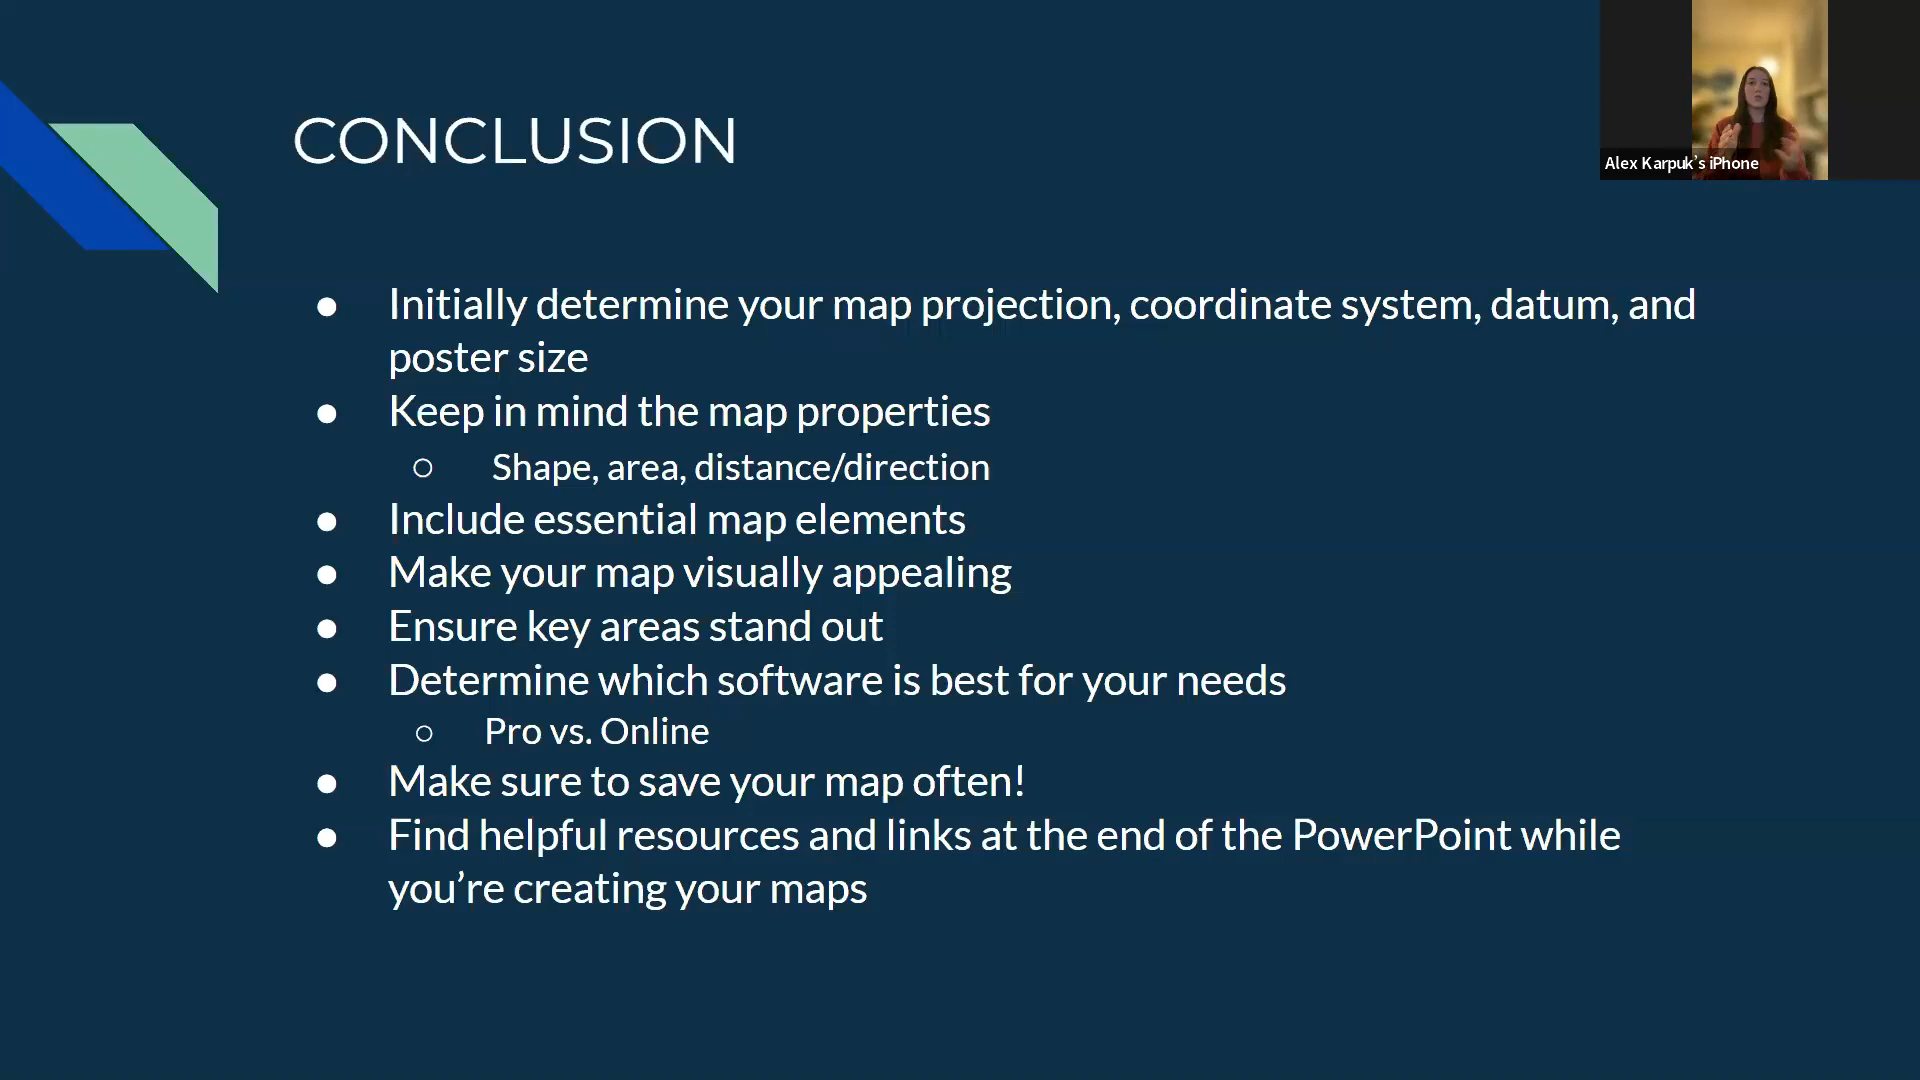 CONCLUSION
Alex Karpuk's iPhone
● Initially determine your map projection, coordinate system, datum, and
poster size
● Keep in mind the map properties
○ Shape, area, distance/direction
● Include essential map elements
● Make your map visually appealing
● Ensure key areas stand out
● Determine which software is best for your needs
○ Pro vs. Online
● Make sure to save your map often!
● Find helpful resources and links at the end of the PowerPoint while
you’re creating your maps